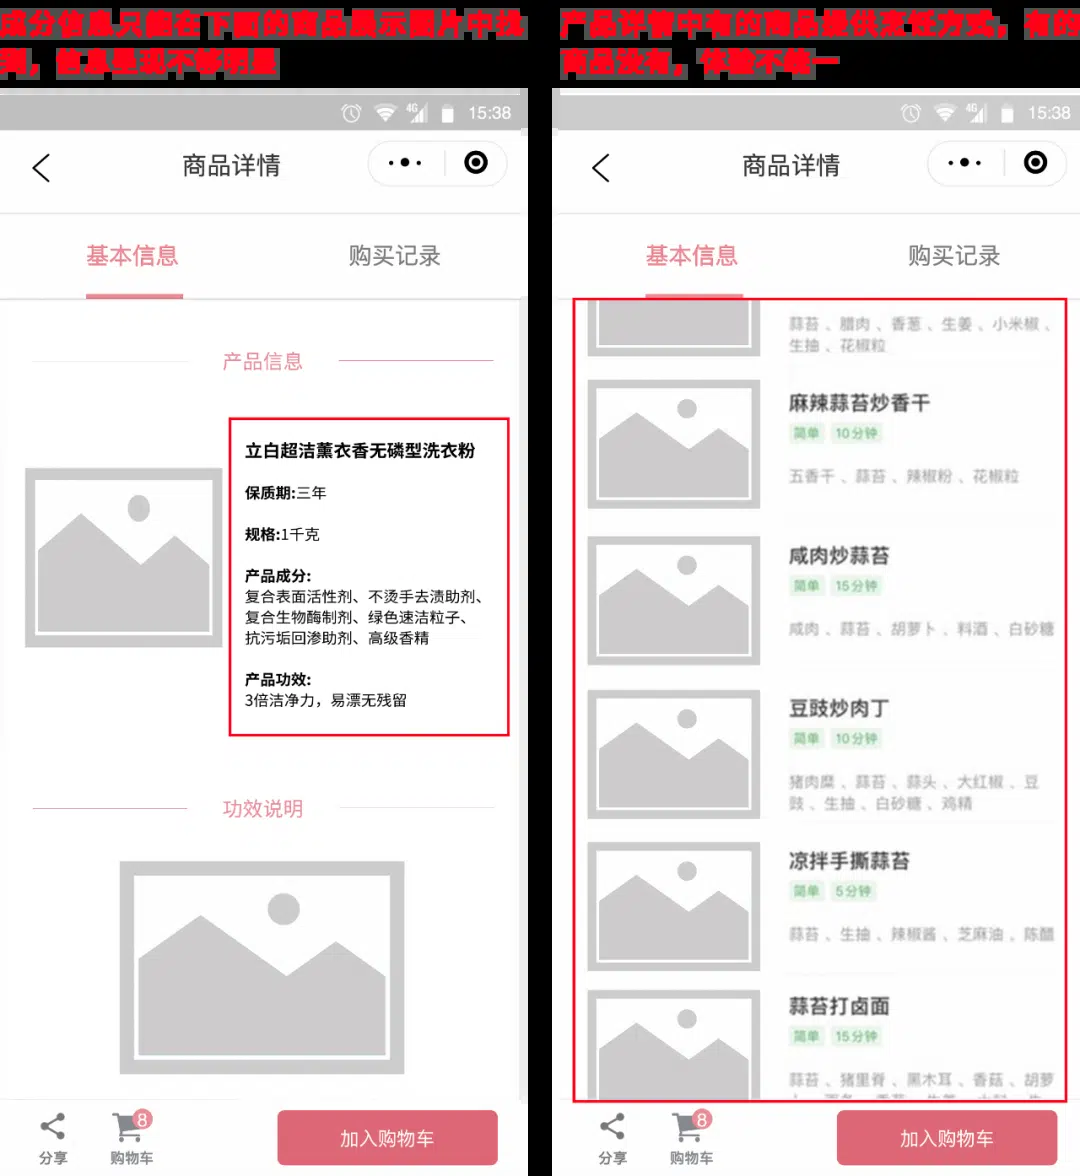 成分信息只能在下面的商品展示图片中找
到，信息呈现不够明显
15:38
商品详情
基本信息
购买记录
产品信息
立白超洁薰衣香无磷型洗衣粉
保质期:三年
规格:1千克
产品成分:
复合表面活性剂、不烫手去渍助剂、
复合生物酶制剂、绿色速洁粒子、
抗污垢回渗助剂、高级香精
产品功效:
3倍洁净力，易漂无残留
功效说明
分享
8
购物车
加入购物车
产品详情中有的商品提供烹饪方式，有的
商品没有，体验不统一
4G
15:38
商品详情
基本信息
购买记录
蒜苔、腊肉、香葱、生姜、小米椒、
生抽、花椒粒
麻辣蒜苔炒香干
简单 10分钟
五香干、蒜苔、辣椒粉、花椒粒
咸肉炒蒜苔
简单 15分钟
咸肉、蒜苔、胡萝卜、料酒、白砂糖
豆豉炒肉丁
简单 10分钟
猪肉糜、蒜苔、蒜头、大红椒、豆
豉、生抽、白砂糖、鸡精
凉拌手撕蒜苔
简单 5分钟
蒜苔、生抽、辣椒酱、芝麻油、陈醋
蒜苔打卤面
简单 15分钟
蒜苔、猪里脊、黑木耳、香菇、胡萝
分享
8
购物车
加入购物车